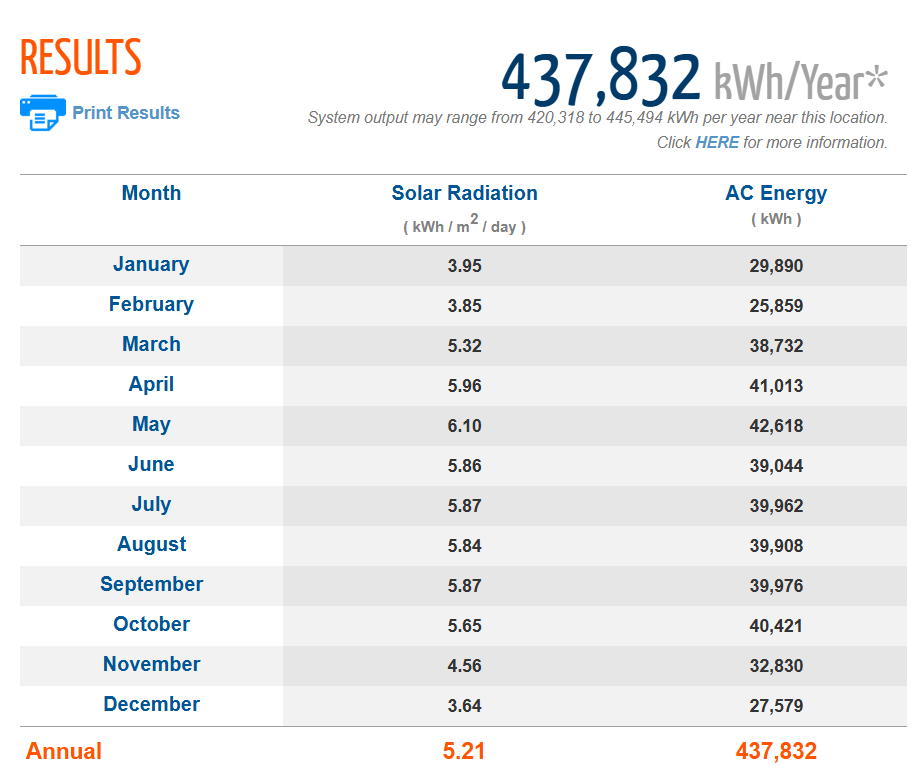 RESULTS
437,832 kWh/Year*
Print Results
System output may range from 420,318 to 445,494 kWh per year near this location.
Click HERE for more information.
Month Solar Radiation AC Energy
( kWh / m2 / day ) ( kWh )
January 3.95 29,890
February 3.85 25,859
March 5.32 38,732
April 5.96 41,013
May 6.10 42,618
June 5.86 39,044
July 5.87 39,962
August 5.84 39,908
September 5.87 39,976
October 5.65 40,421
November 4.56 32,830
December 3.64 27,579
Annual 5.21 437,832